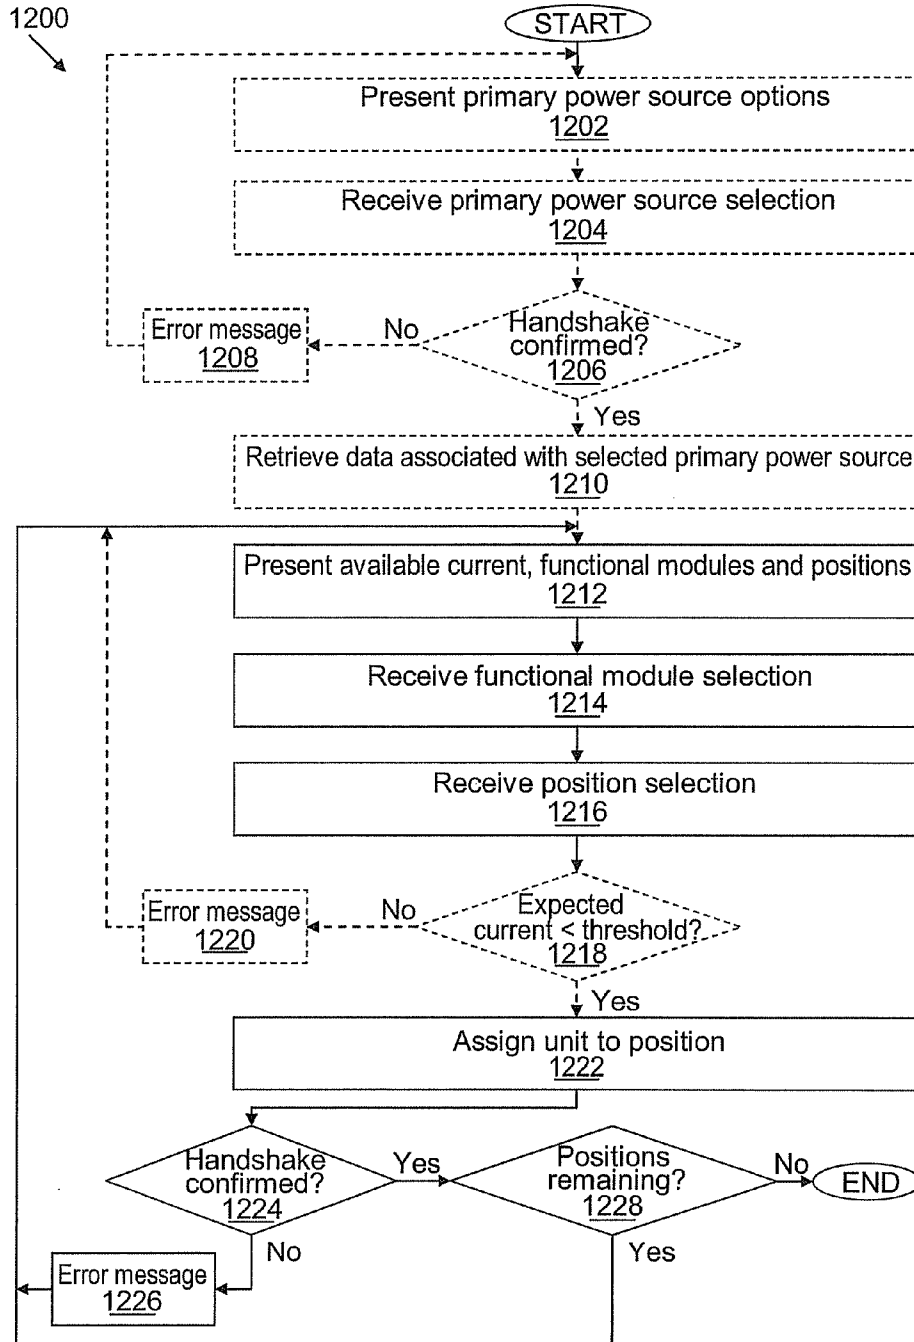 1200
START
Present primary power source options
1202
Receive primary power source selection
1204
Handshake
confirmed?
1206
No
Error message
1208
Yes
Retrieve data associated with selected primary power source
1210
Present available current, functional modules and positions
1212
Receive functional module selection
1214
Receive position selection
1216
Expected
current < threshold?
1218
No
Error message
1220
Yes
Assign unit to position
1222
Handshake
confirmed?
1224
Yes
Positions
remaining?
1228
No
END
No
Yes
Error message
1226